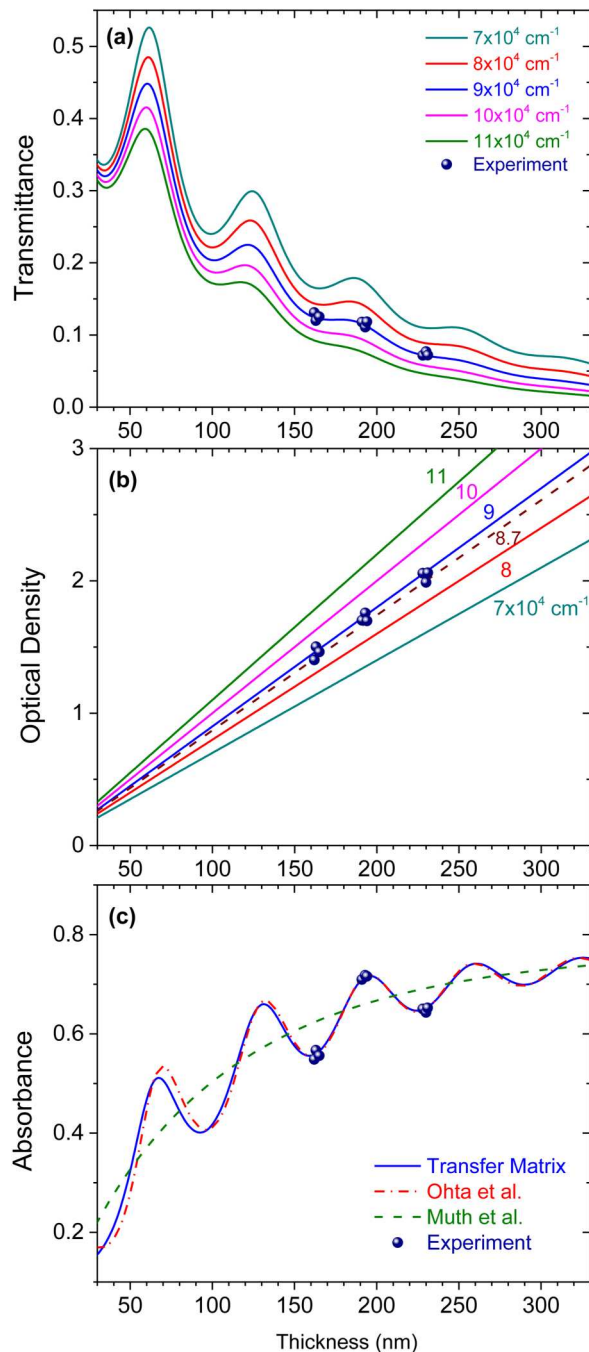 (a)
7x10⁴ cm⁻¹
8x10⁴ cm⁻¹
9x10⁴ cm⁻¹
10x10⁴ cm⁻¹
11x10⁴ cm⁻¹
Experiment
Transmittance
0.5
0.4
0.3
0.2
0.1
0.0
50 100 150 200 250 300
(b)
Optical Density
3
2
1
0
11
10
9
8.7
8
7x10⁴ cm⁻¹
50 100 150 200 250 300
(c)
Absorbance
0.8
0.6
0.4
0.2
Transfer Matrix
Ohta et al.
Muth et al.
Experiment
50 100 150 200 250 300
Thickness (nm)